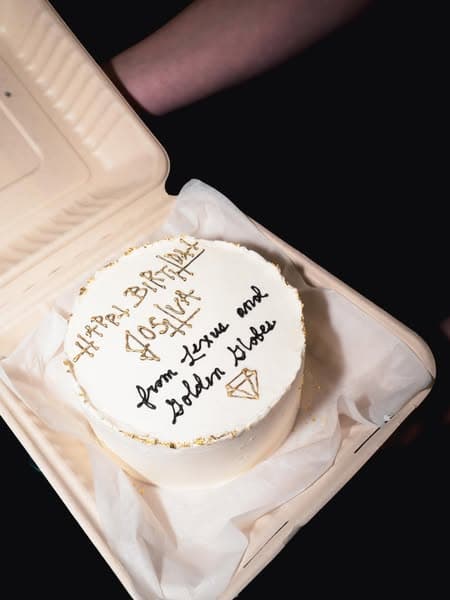 HAPPY BIRTHDAY
JOSHUA
from Lexus and
Golden Globes